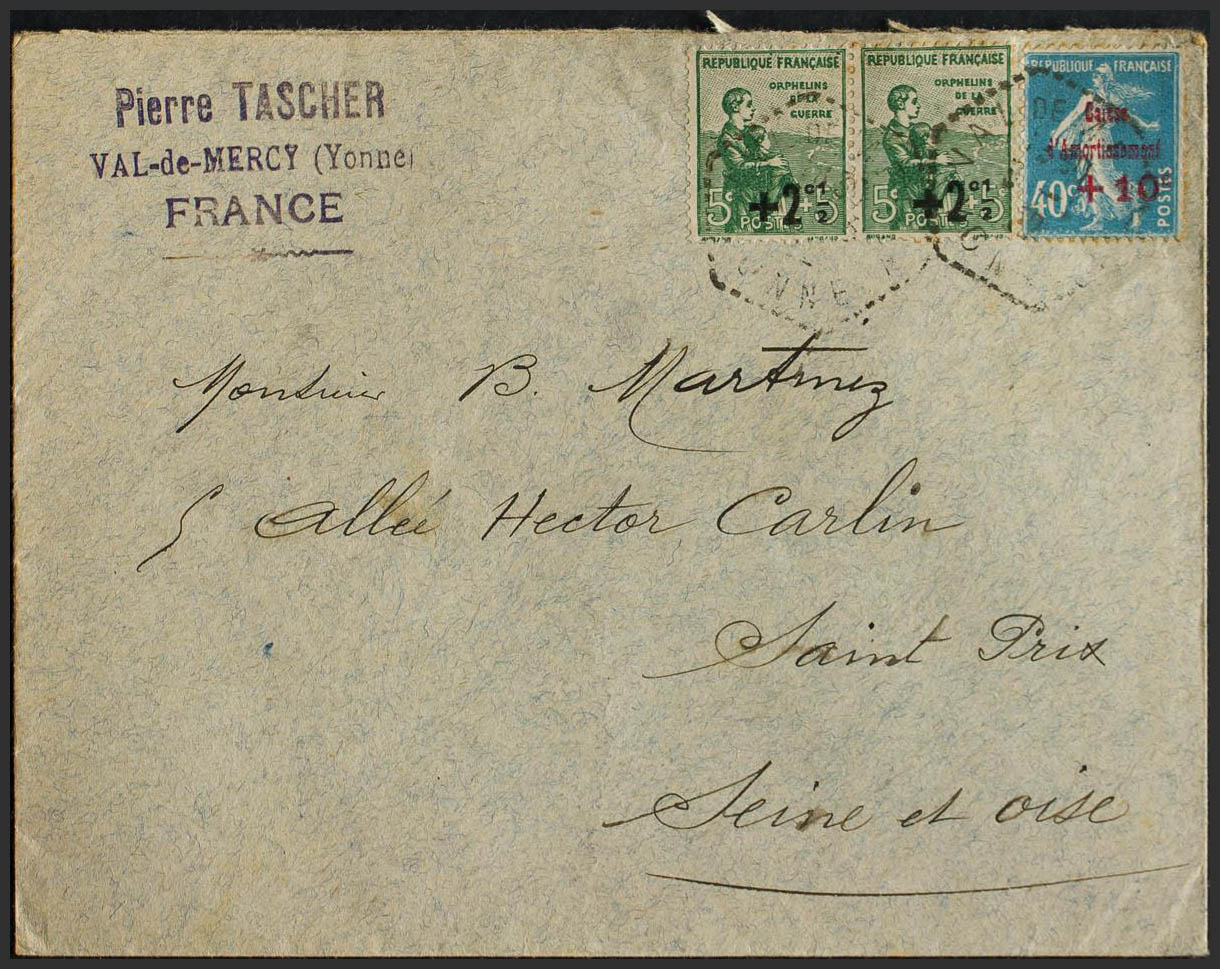 Pierre TASCHER
VAL-de-MERCY (Yonne)
FRANCE
REPUBLIQUE FRANÇAISE
ORPHELINS
DE LA
GUERRE
5c +2c 1/2 +5
POSTES
REPUBLIQUE FRANÇAISE
ORPHELINS
DE LA
GUERRE
5c +2c 1/2 +5
POSTES
REPUBLIQUE FRANÇAISE
Caisse
d'Amortissement
40c + 10
POSTES
Monsieur B. Martinez
5 allée Hector Carlin
Saint Prix
Seine et oise